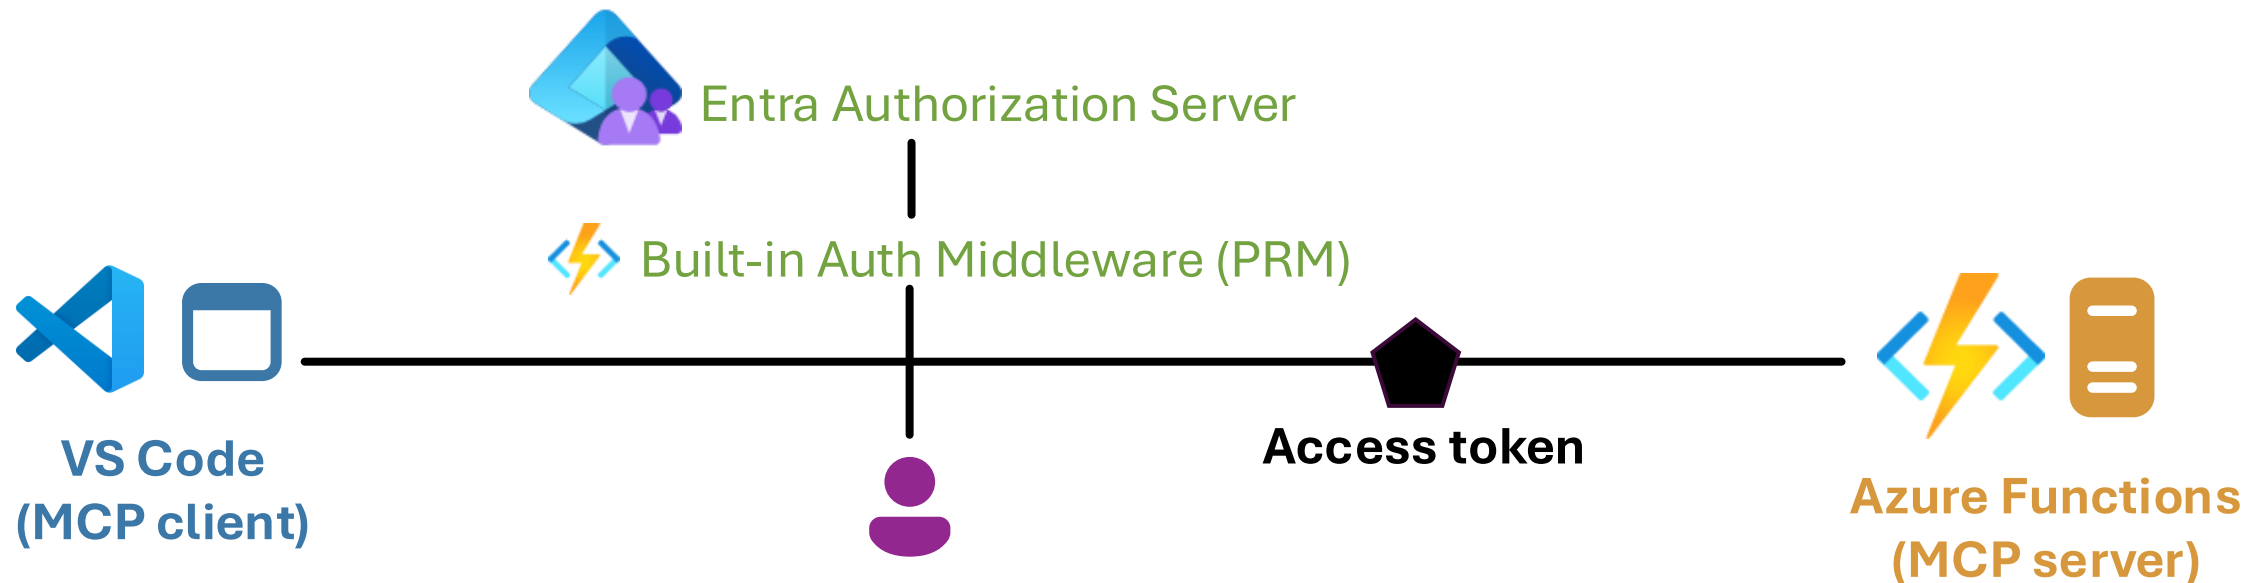 Entra Authorization Server
Built-in Auth Middleware (PRM)
VS Code
(MCP client)
Access token
Azure Functions
(MCP server)